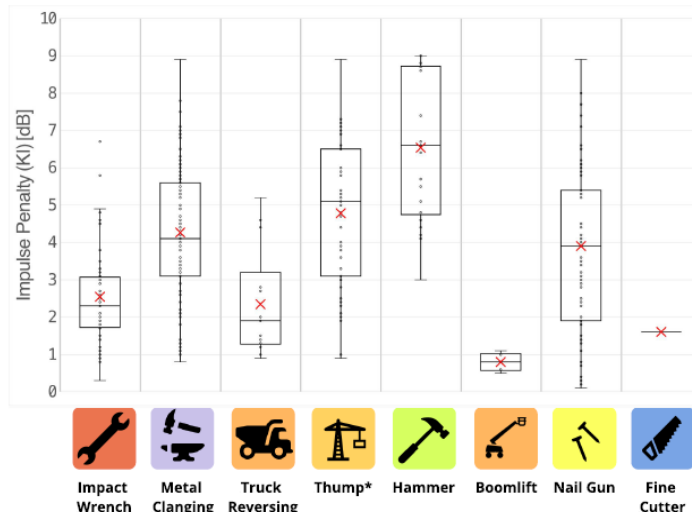 Impulse Penalty (KI) [dB]
10
9
8
7
6
5
4
3
2
1
0
Impact Wrench
Metal Clanging
Truck Reversing
Thump*
Hammer
Boomlift
Nail Gun
Fine Cutter